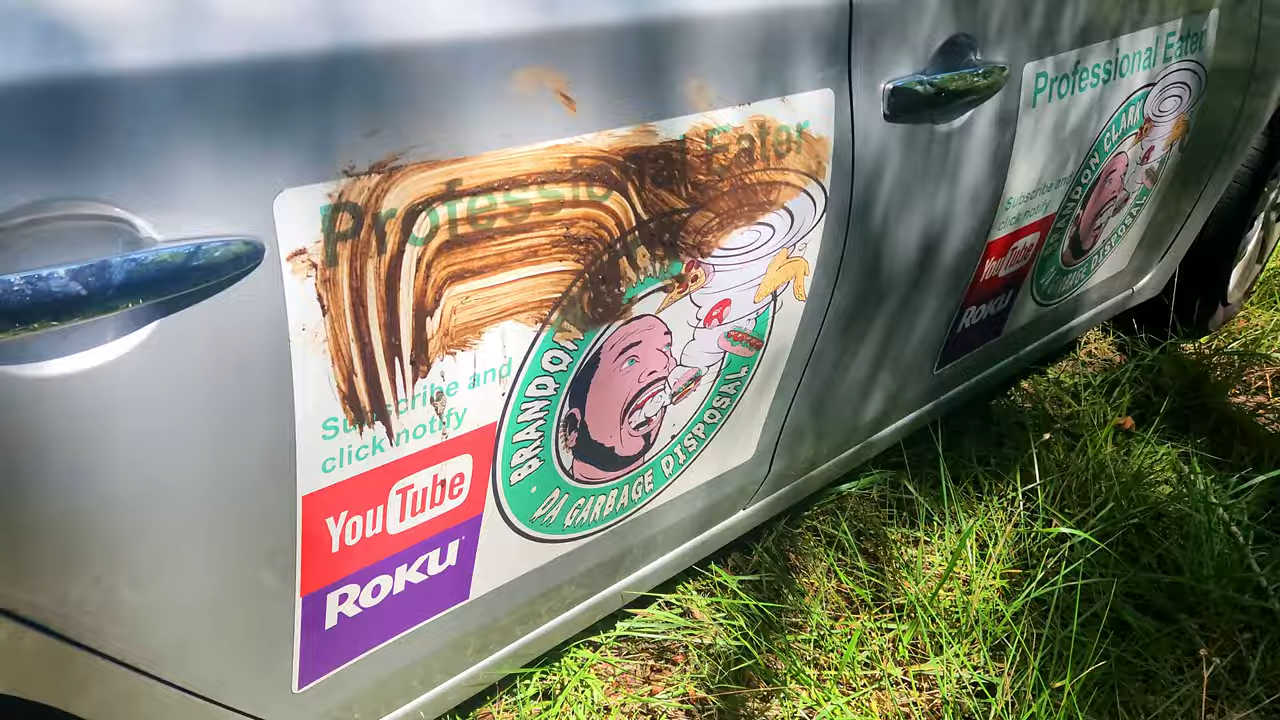 Professional Eater
Subscribe and
click notify
BRANDON CLARK
DA GARBAGE DISPOSAL
YouTube
ROKU
Professional Eater
Subscribe and
click notify
BRANDON CLARK
DA GARBAGE DISPOSAL
YouTube
ROKU